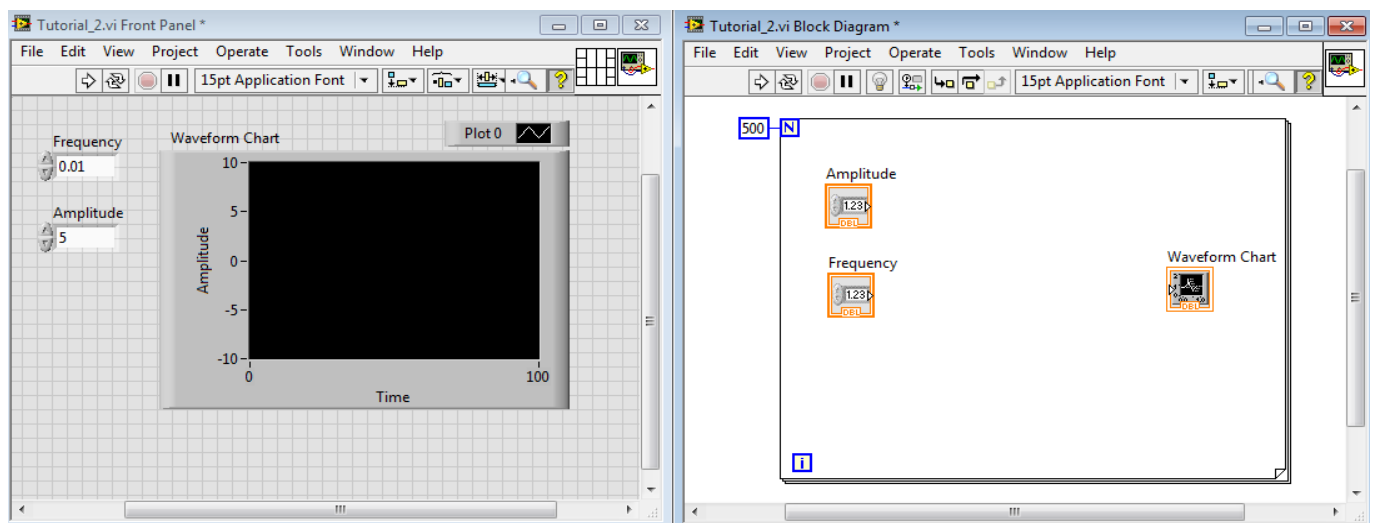 Tutorial_2.vi Front Panel *
File Edit View Project Operate Tools Window Help
15pt Application Font
Frequency
0.01
Amplitude
5
Waveform Chart
Plot 0
10
5
0
-5
-10
Amplitude
0
100
Time
Tutorial_2.vi Block Diagram *
File Edit View Project Operate Tools Window Help
15pt Application Font
500
N
Amplitude
1.23
DBL
Frequency
1.23
DBL
Waveform Chart
DBL
i